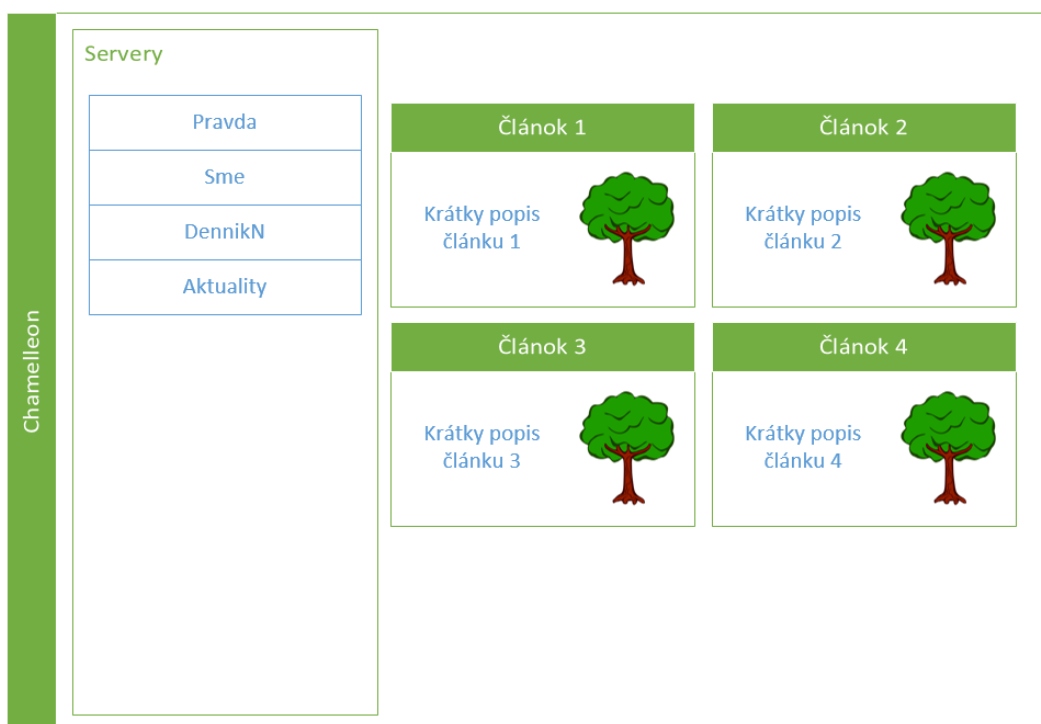 Chamelleon
Servery
Pravda
Sme
DennikN
Aktuality
Článok 1
Krátky popis
článku 1
Článok 2
Krátky popis
článku 2
Článok 3
Krátky popis
článku 3
Článok 4
Krátky popis
článku 4